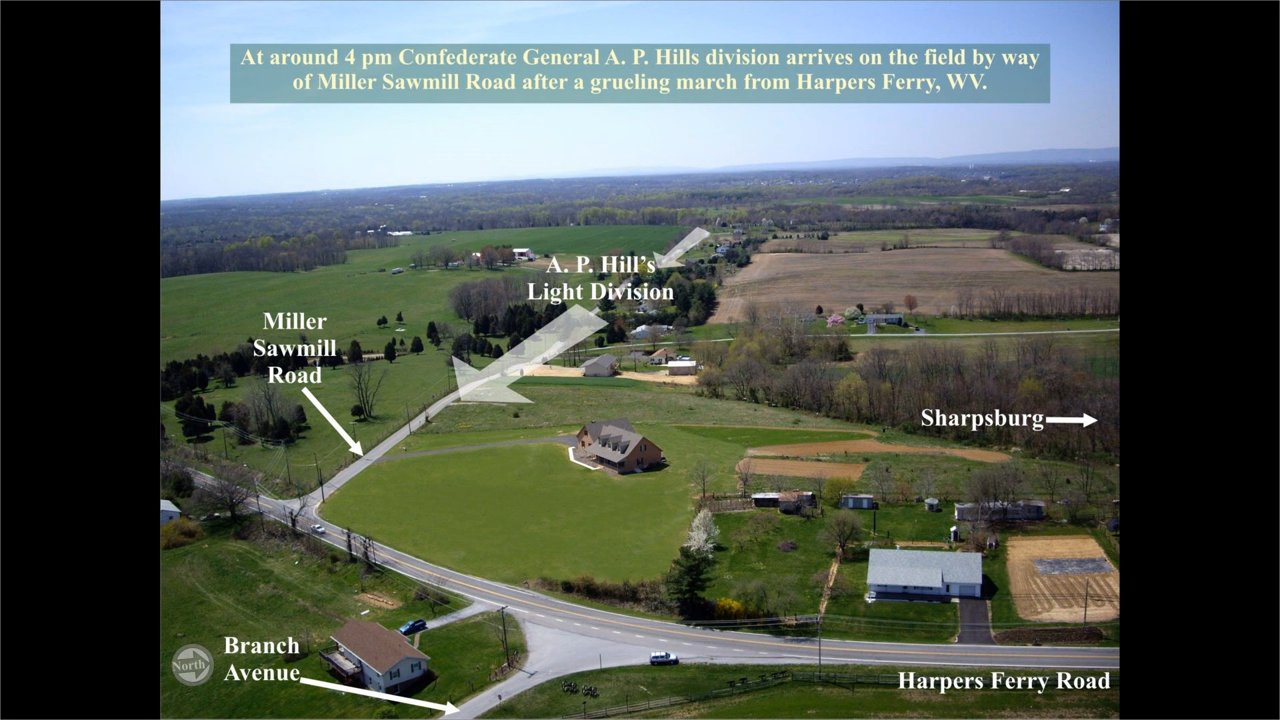 At around 4 pm Confederate General A. P. Hills division arrives on the field by way
of Miller Sawmill Road after a grueling march from Harpers Ferry, WV.
A. P. Hill's
Light Division
Miller
Sawmill
Road
Sharpsburg
Branch
Avenue
North
Harpers Ferry Road